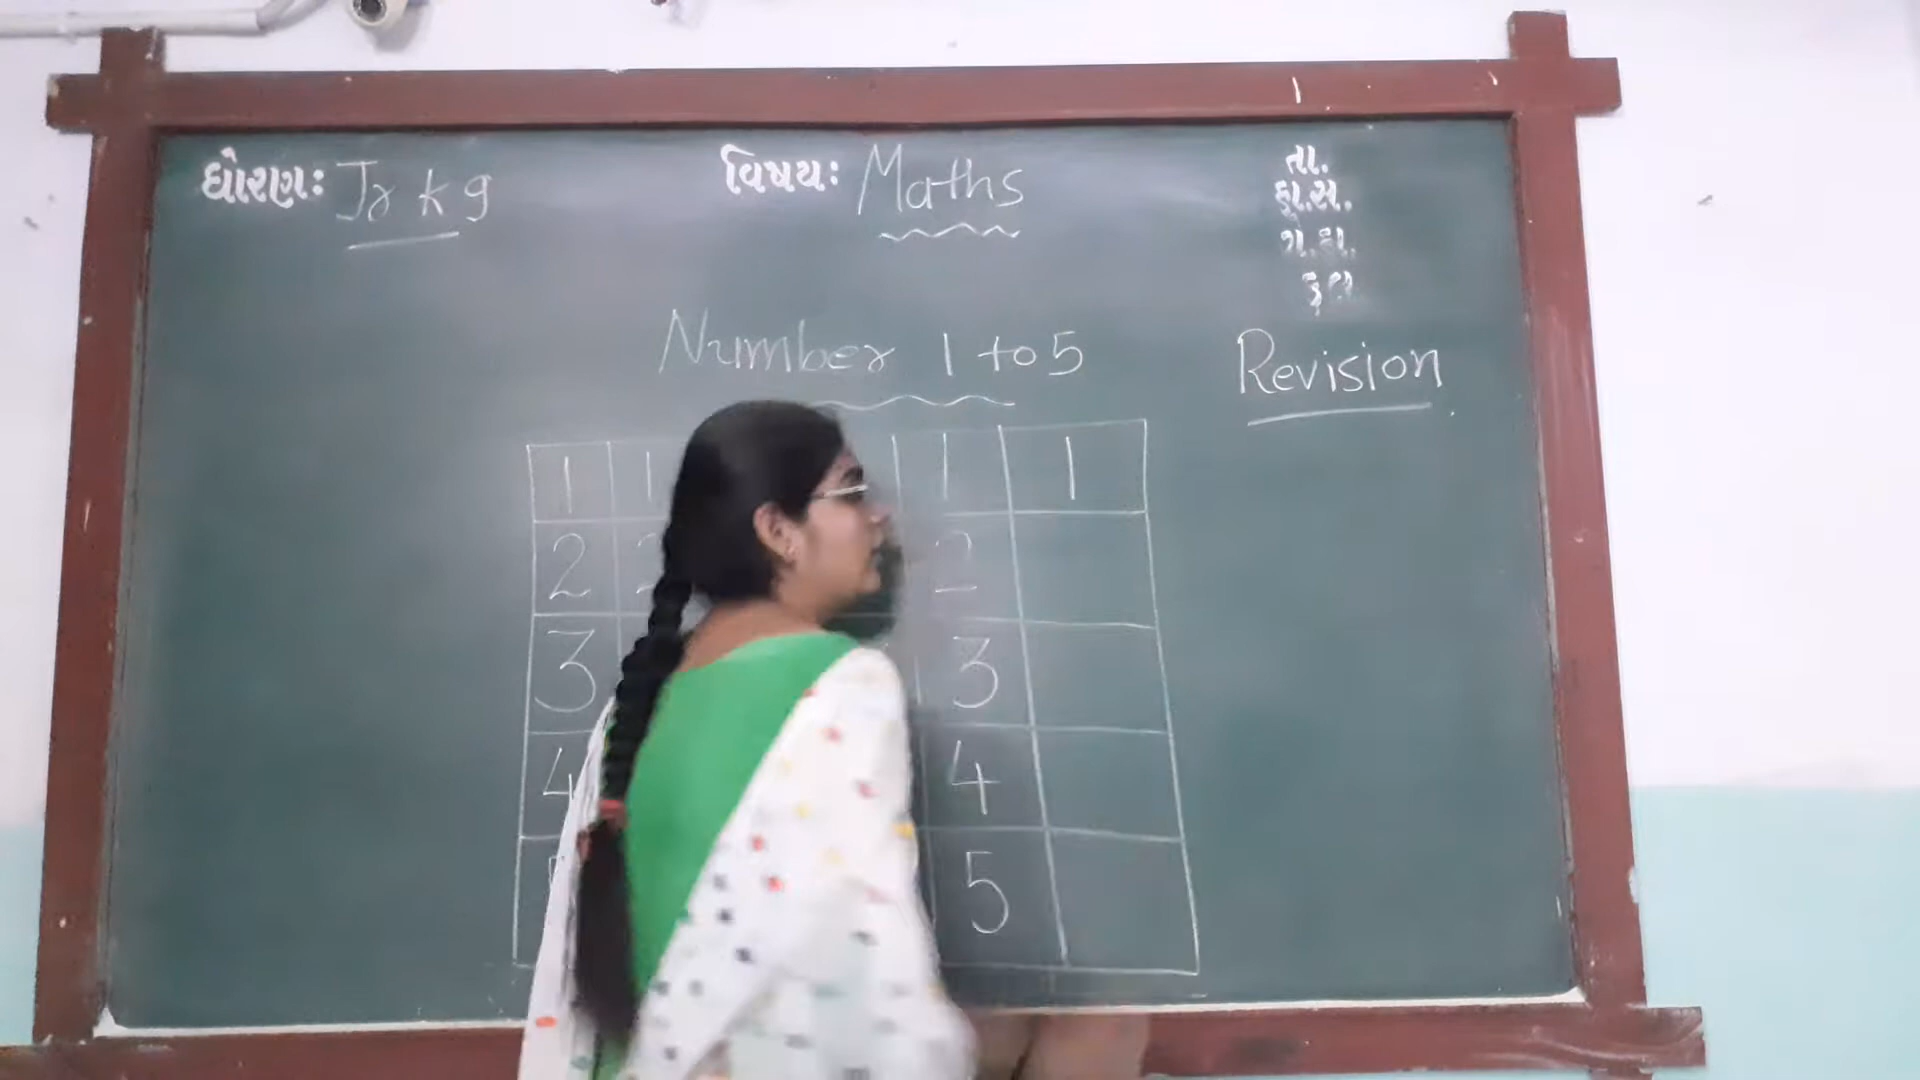 ધોરણઃ Jr kg
વિષયઃ Maths
તા.
ફા.સ.
ગે.હા.
કુલ
Number 1 to 5
Revision
1 1 1 1
2 2 2
3 3
4 4
5